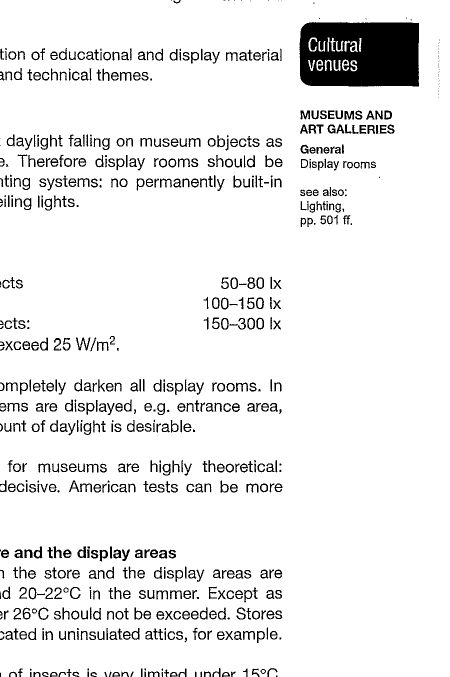 tion of educational and display material
and technical themes.
Cultural
venues
MUSEUMS AND
ART GALLERIES
General
Display rooms
see also:
Lighting,
pp. 501 ff.
daylight falling on museum objects as
e. Therefore display rooms should be
nting systems: no permanently built-in
eiling lights.
ects 50–80 lx
100–150 lx
ects: 150–300 lx
exceed 25 W/m².
ompletely darken all display rooms. In
ems are displayed, e.g. entrance area,
ount of daylight is desirable.
for museums are highly theoretical:
decisive. American tests can be more
re and the display areas
n the store and the display areas are
nd 20–22°C in the summer. Except as
er 26°C should not be exceeded. Stores
cated in uninsulated attics, for example.
of insects is very limited under 15°C.